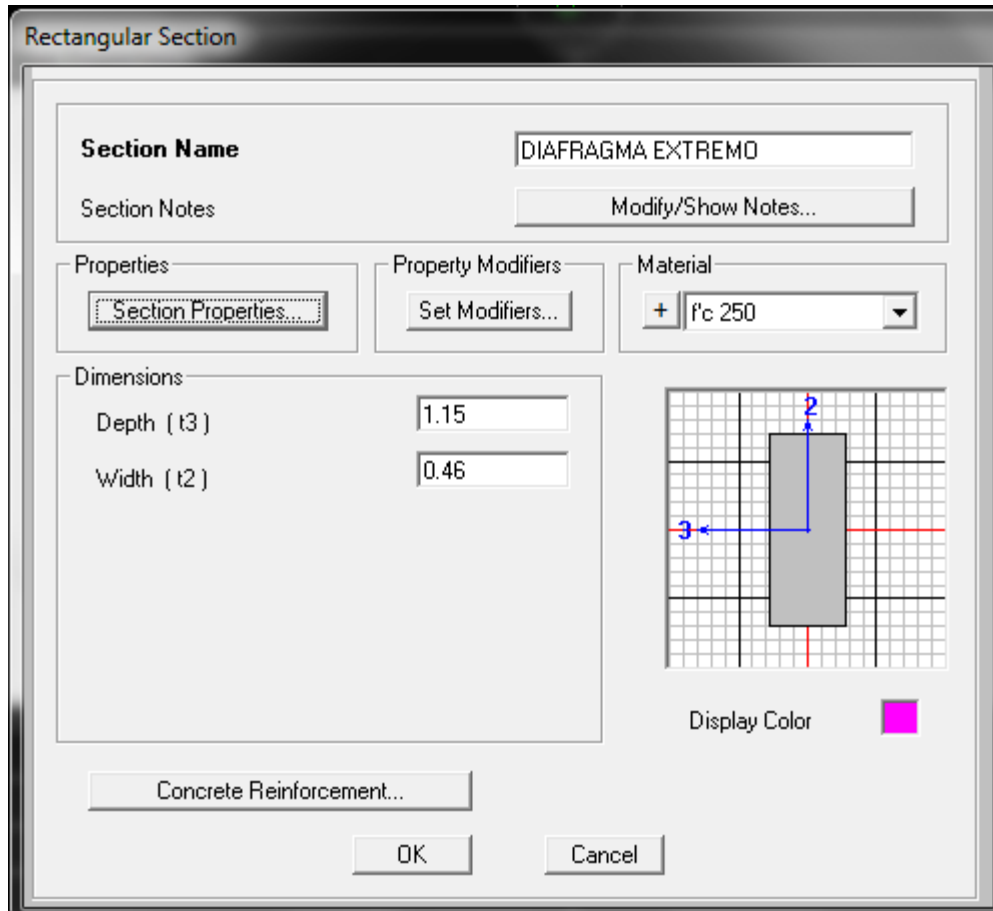 Rectangular Section
Section Name
DIAFRAGMA EXTREMO
Section Notes
Modify/Show Notes...
Properties
Property Modifiers
Material
Section Properties...
Set Modifiers...
+
f'c 250
Dimensions
Depth ( t3 )
1.15
Width ( t2 )
0.46
2
3
Display Color
Concrete Reinforcement...
OK
Cancel